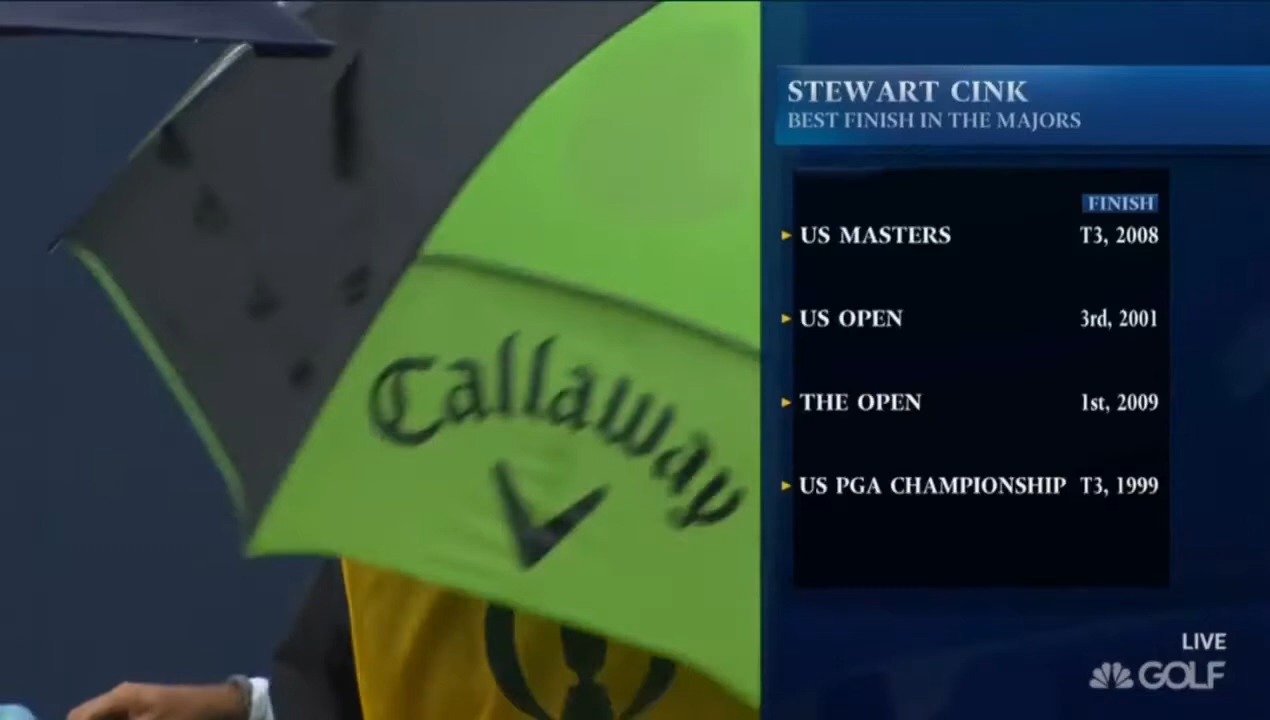 STEWART CINK
BEST FINISH IN THE MAJORS
FINISH
US MASTERS T3, 2008
US OPEN 3rd, 2001
THE OPEN 1st, 2009
US PGA CHAMPIONSHIP T3, 1999
Callaway
LIVE
GOLF